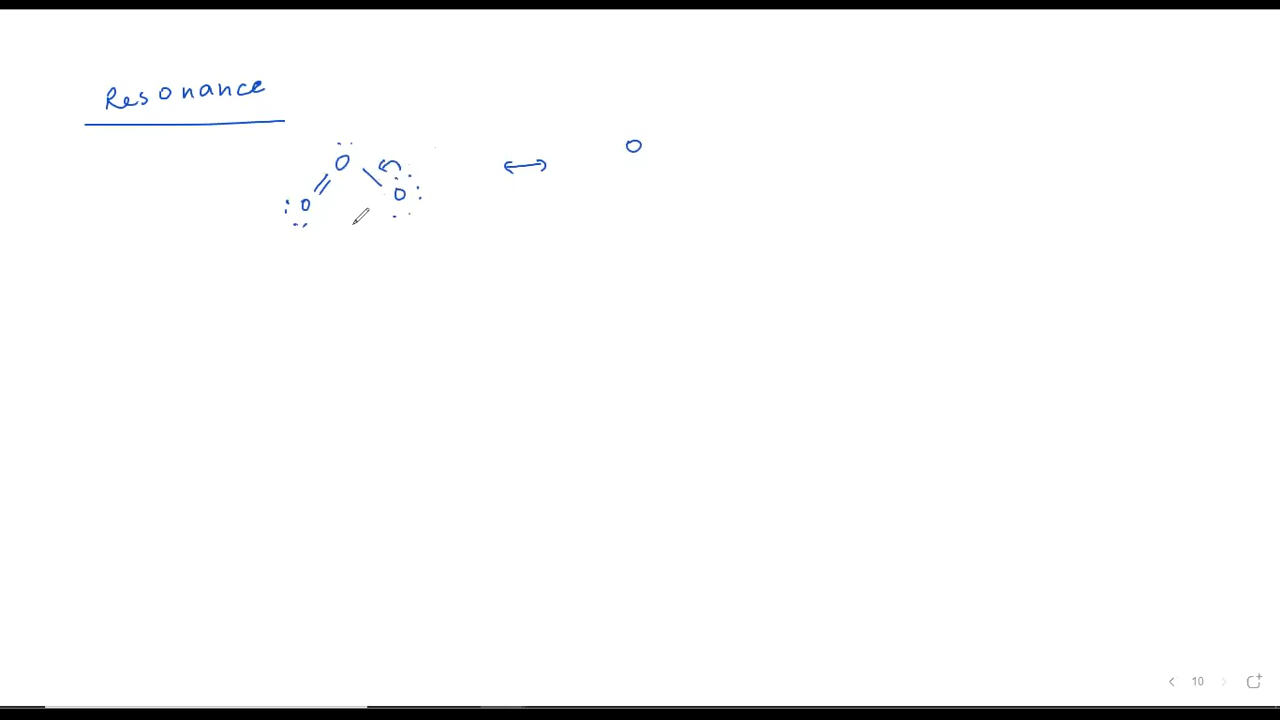 Resonance
O ↔ O
O = O - O
10